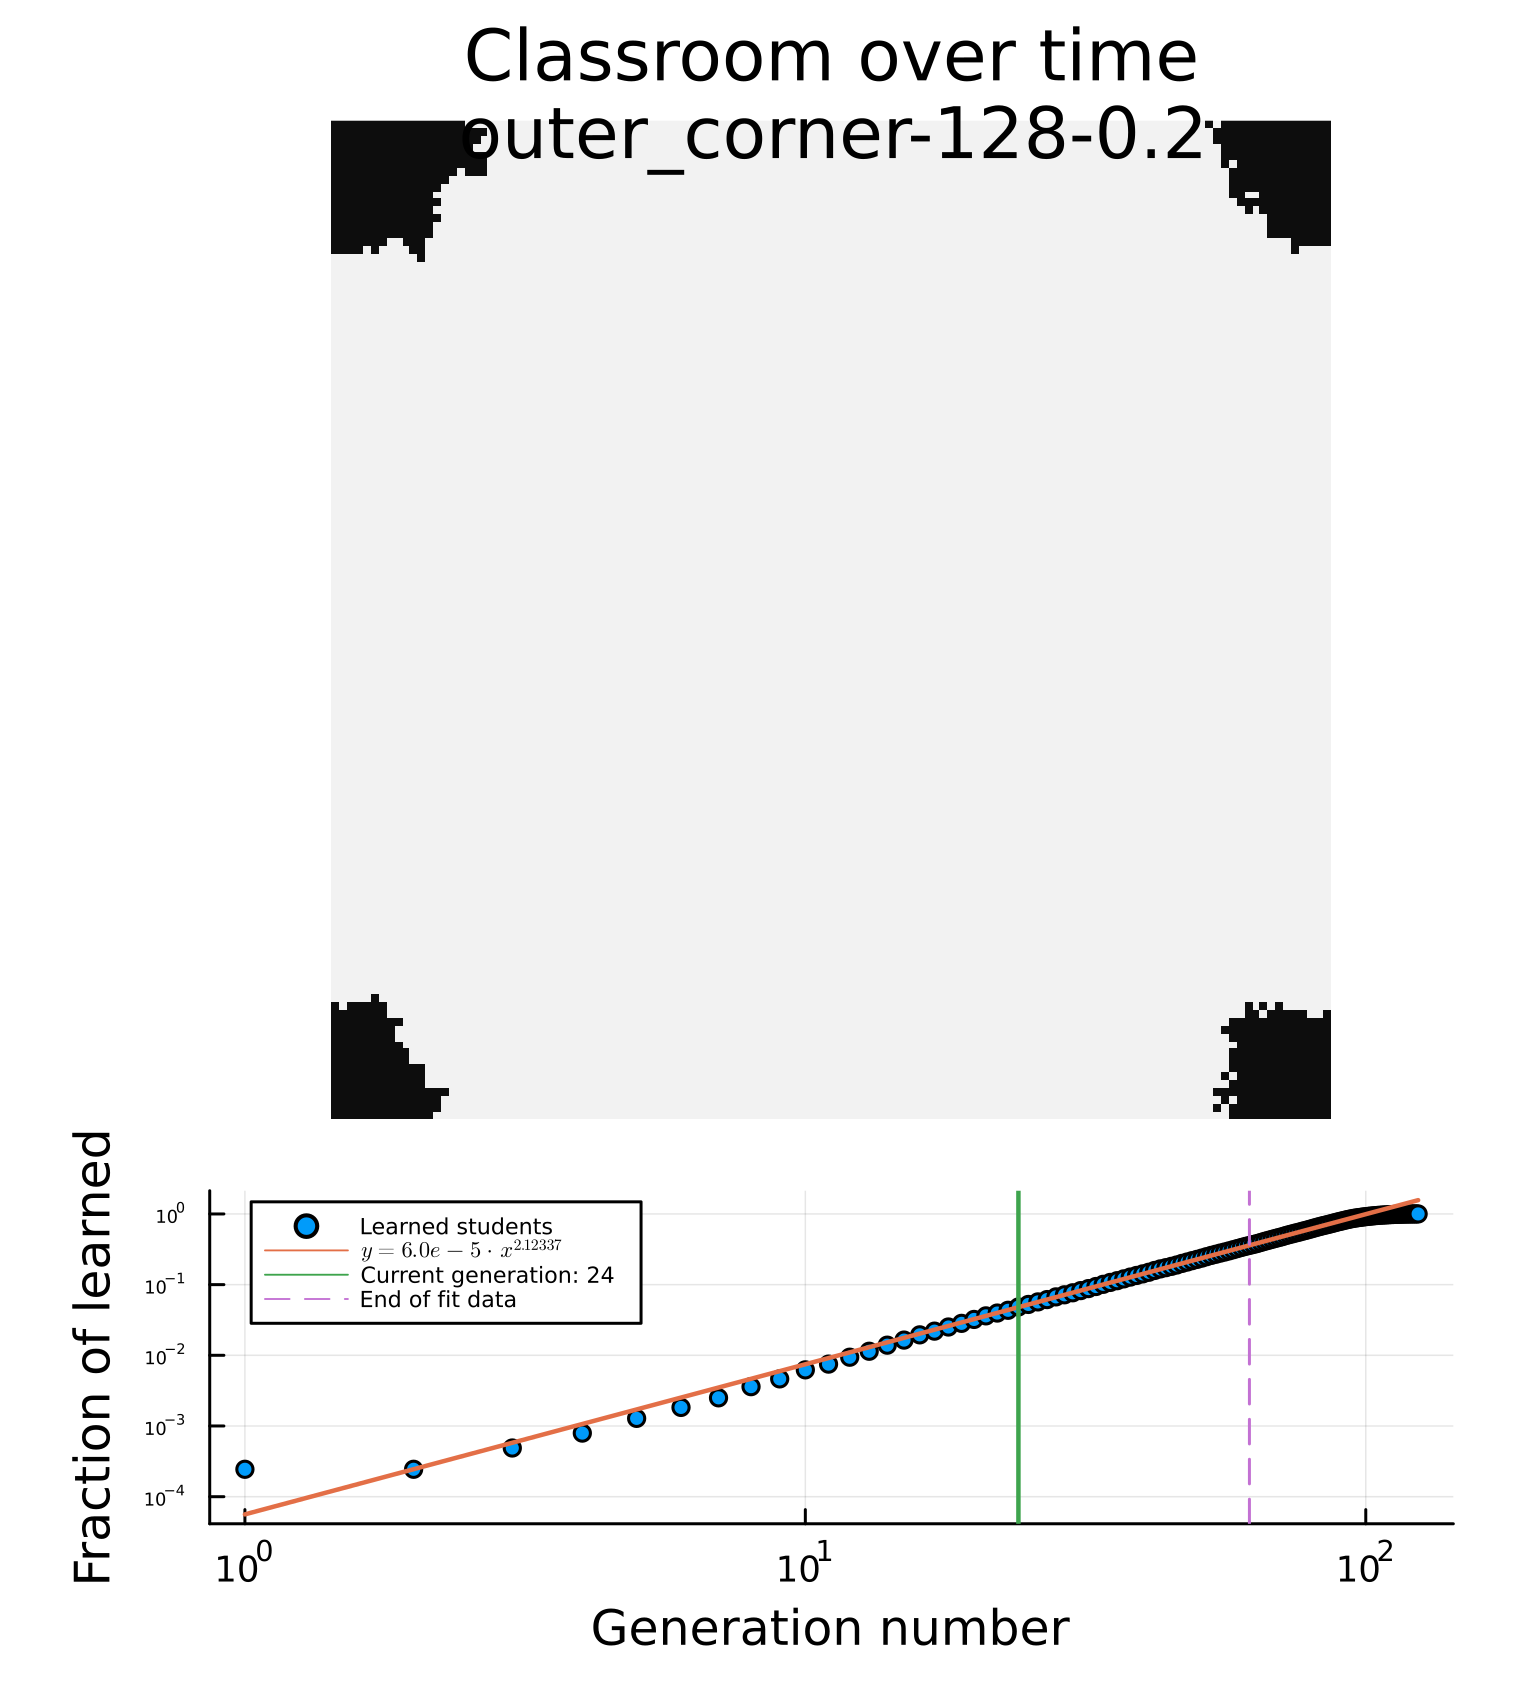 Classroom over time
outer_corner-128-0.2
Fraction of learned
10^0
10^-1
10^-2
10^-3
10^-4
Learned students
y = 6.0e − 5 · x^2.12337
Current generation: 24
End of fit data
10^0 10^1 10^2
Generation number